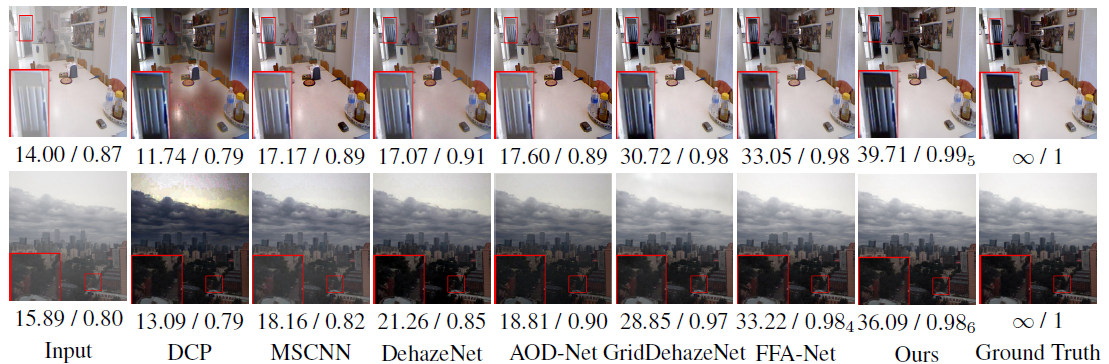 14.00 / 0.87 11.74 / 0.79 17.17 / 0.89 17.07 / 0.91 17.60 / 0.89 30.72 / 0.98 33.05 / 0.98 39.71 / 0.99₅ ∞ / 1
15.89 / 0.80 13.09 / 0.79 18.16 / 0.82 21.26 / 0.85 18.81 / 0.90 28.85 / 0.97 33.22 / 0.98₄ 36.09 / 0.98₆ ∞ / 1
Input DCP MSCNN DehazeNet AOD-Net GridDehazeNet FFA-Net Ours Ground Truth